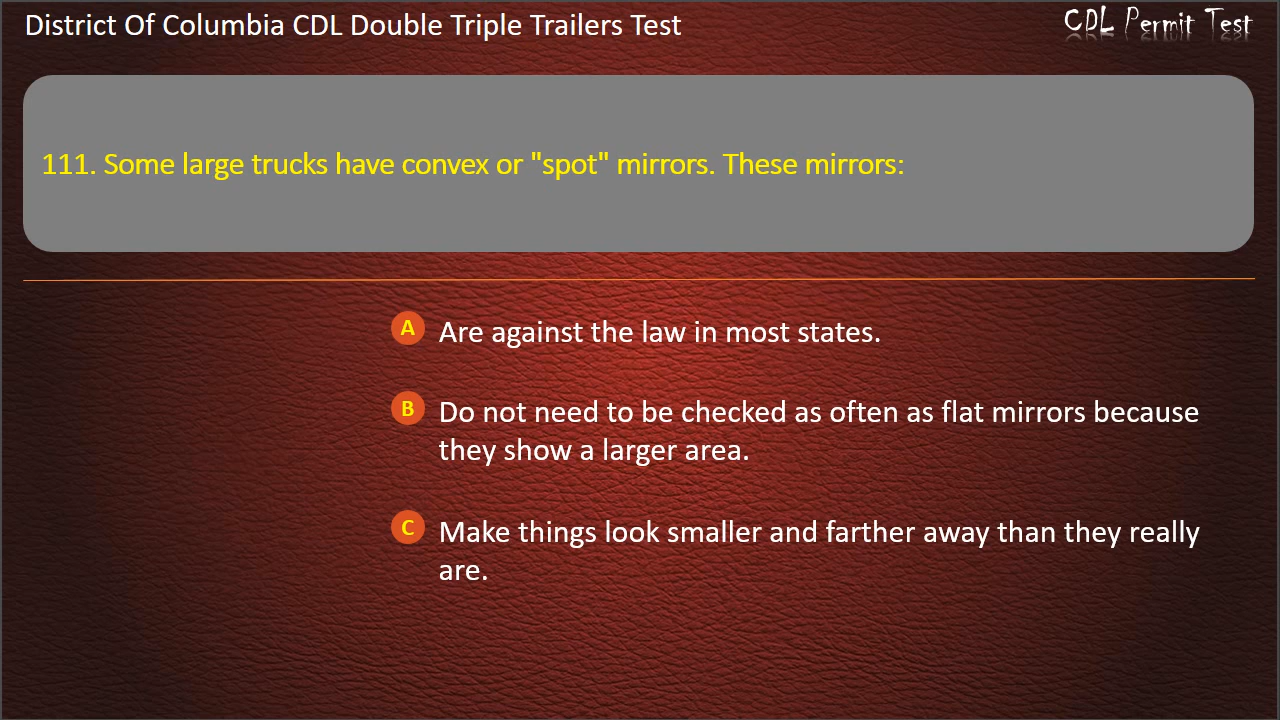 District Of Columbia CDL Double Triple Trailers Test
CDL Permit Test
111. Some large trucks have convex or "spot" mirrors. These mirrors:
A Are against the law in most states.
B Do not need to be checked as often as flat mirrors because
they show a larger area.
C Make things look smaller and farther away than they really
are.